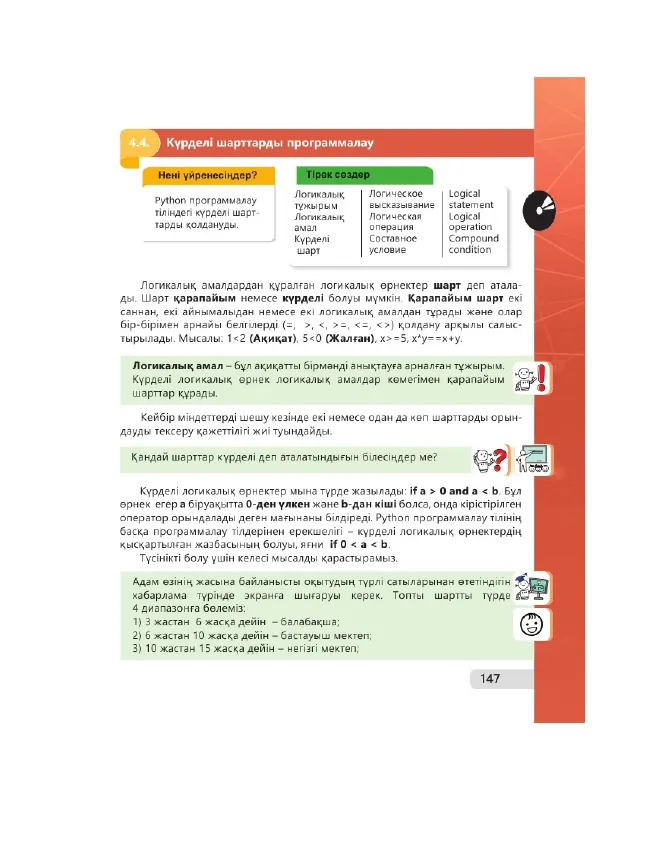 4.4. Күрделі шарттарды программалау
Нені үйренесіңдер?
Python программалау
тіліндегі күрделі шарт-
тарды қолдануды.
Тірек сөздер
Логикалық
тұжырым
Логикалық
амал
Күрделі
шарт
Логическое
высказывание
Логическая
операция
Составное
условие
Logical
statement
Logical
operation
Compound
condition
Логикалық амалдардан құралған логикалық өрнектер шарт деп атала-
ды. Шарт қарапайым немесе күрделі болуы мүмкін. Қарапайым шарт екі
саннан, екі айнымалыдан немесе екі логикалық амалдан тұрады және олар
бір-бірімен арнайы белгілерді (=, >, <, >=, <=, <>) қолдану арқылы салыс-
тырылады. Мысалы: 1<2 (Ақиқат), 5<0 (Жалған), x>=5, x*y==x+y.
Логикалық амал – бұл ақиқатты бірмәнді анықтауға арналған тұжырым.
Күрделі логикалық өрнек логикалық амалдар көмегімен қарапайым
шарттар құрады.
Кейбір міндеттерді шешу кезінде екі немесе одан да көп шарттарды орын-
дауды тексеру қажеттілігі жиі туындайды.
Қандай шарттар күрделі деп аталатындығын білесіңдер ме?
Күрделі логикалық өрнектер мына түрде жазылады: if a > 0 and a < b. Бұл
өрнек егер a біруақытта 0-ден үлкен және b-дан кіші болса, онда кірістірілген
оператор орындалады деген мағынаны білдіреді. Python программалау тілінің
басқа программалау тілдерінен ерекшелігі – күрделі логикалық өрнектердің
қысқартылған жазбасының болуы, яғни if 0 < a < b.
Түсінікті болу үшін келесі мысалды қарастырамыз.
Адам өзінің жасына байланысты оқытудың түрлі сатыларынан өтетіндігін
хабарлама түрінде экранға шығаруы керек. Топты шартты түрде
4 диапазонға бөлеміз:
1) 3 жастан 6 жасқа дейін – балабақша;
2) 6 жастан 10 жасқа дейін – бастауыш мектеп;
3) 10 жастан 15 жасқа дейін – негізгі мектеп;
147